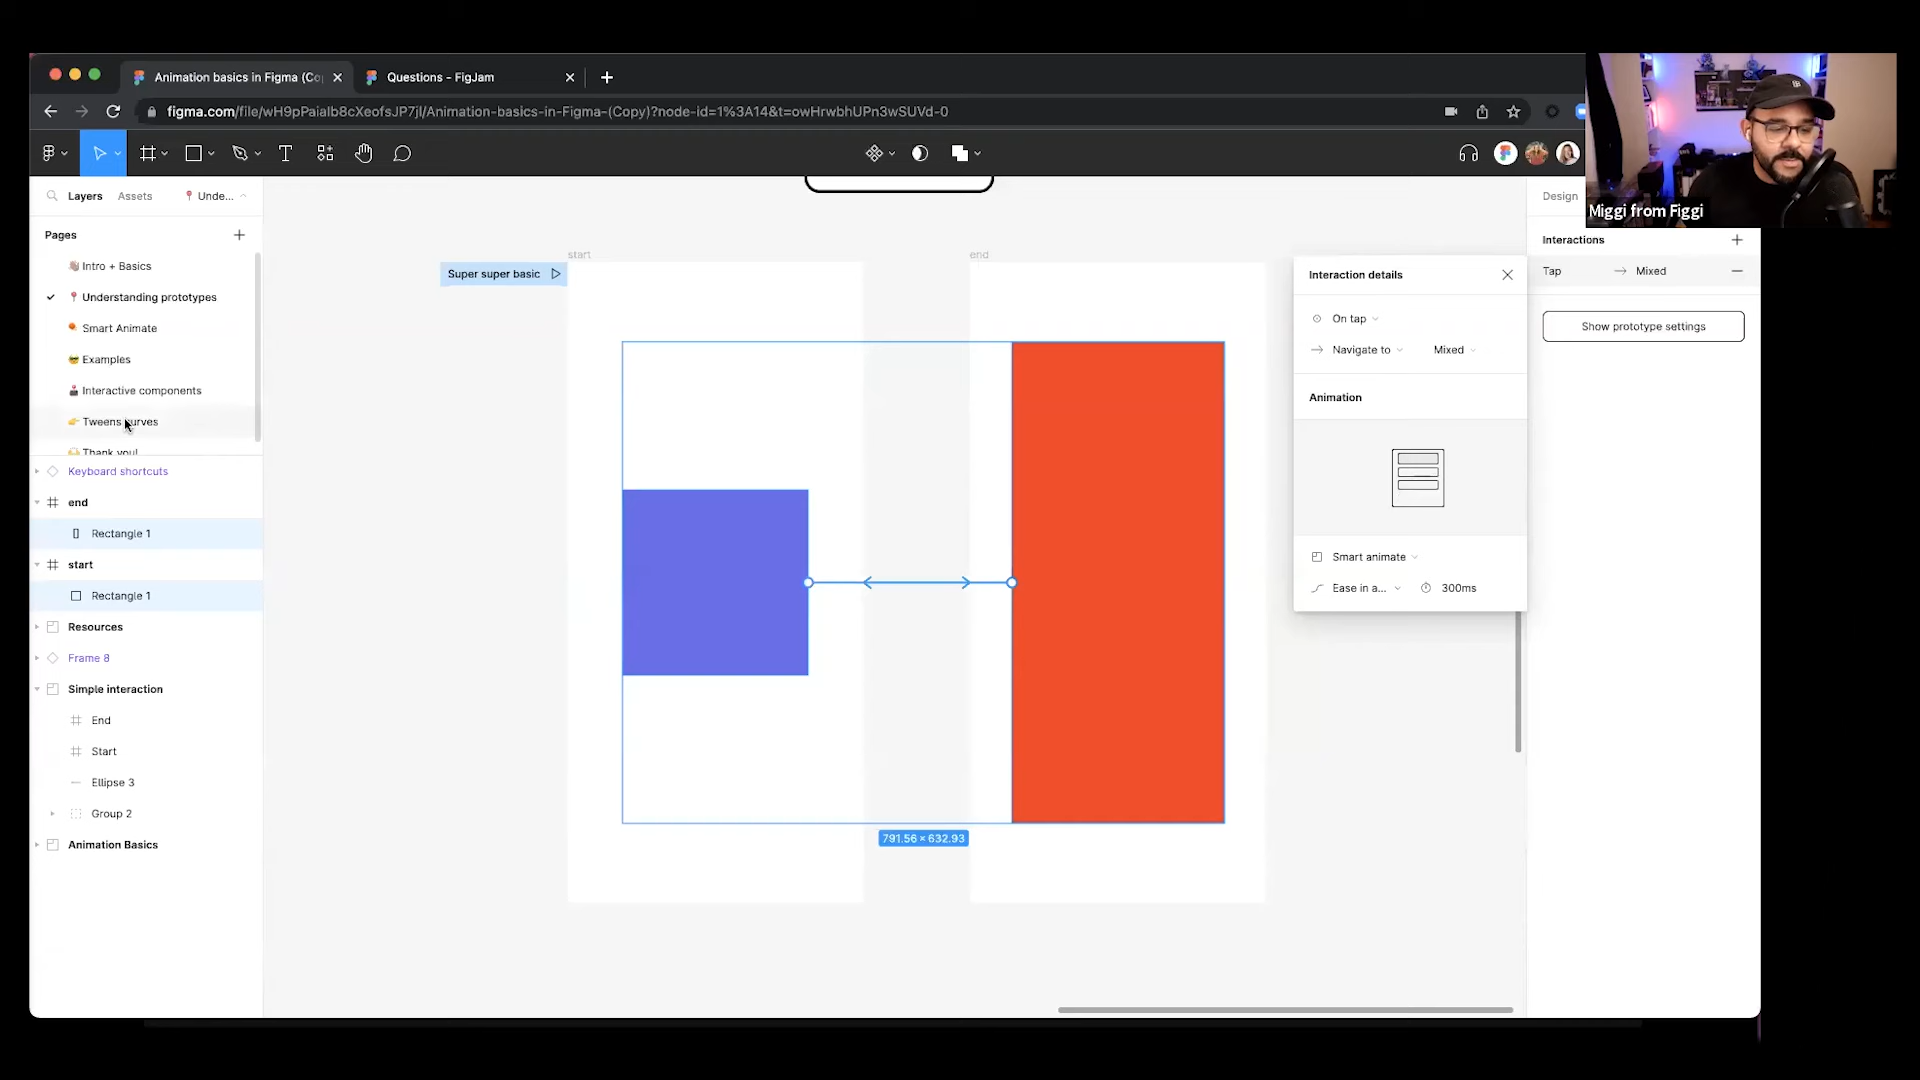 Animation basics in Figma (Co
Questions - FigJam
figma.com/file/wH9pPaialb8cXeofsJP7jl/Animation-basics-in-Figma-(Copy)?node-id=1%3A14&t=owHrwbhUPn3wSUVd-0
Miggi from Figgi
Layers
Assets
Unde...
Design
Pages
Intro + Basics
Understanding prototypes
Smart Animate
Examples
Interactive components
Tweens curves
Thank you!
Keyboard shortcuts
end
Rectangle 1
start
Rectangle 1
Resources
Frame 8
Simple interaction
End
Start
Ellipse 3
Group 2
Animation Basics
start
end
Super super basic
791.56 × 632.93
Interaction details
On tap
Navigate to
Mixed
Animation
Smart animate
Ease in a...
300ms
Interactions
Tap
Mixed
Show prototype settings